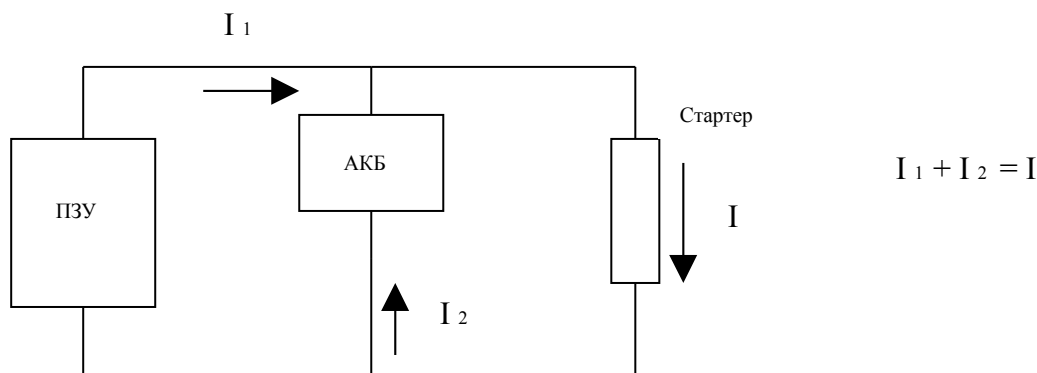 I 1
Стартер
АКБ
I 1 + I 2 = I
ПЗУ
I
I 2